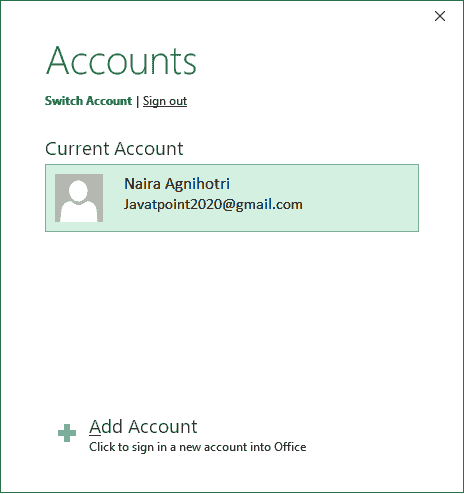 Accounts
Switch Account | Sign out
Current Account
Naira Agnihotri
Javatpoint2020@gmail.com
Add Account
Click to sign in a new account into Office